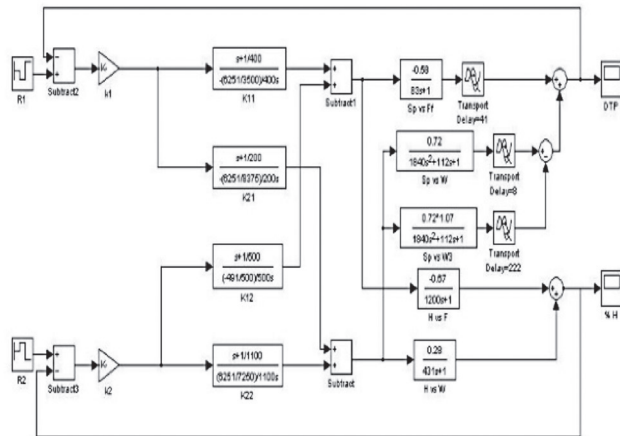 R1
Subtract2
k1
s+1/400
-(6251/3500)/400s
K11
Subtract1
-0.58
83s+1
Sp vs Ff
Transport
Delay=41
DTP
0.72
1840s²+112s+1
Sp vs W
Transport
Delay=8
s+1/200
-(6251/9375)/200s
K21
0.72*1.07
1840s²+112s+1
Sp vs W3
Transport
Delay=222
s+1/500
(-491/500)500s
K12
-0.57
1200s+1
H vs F
% H
R2
Subtract3
k2
s+1/1100
(6251/7250)/1100s
K22
Subtract
0.28
431s+1
H vs W